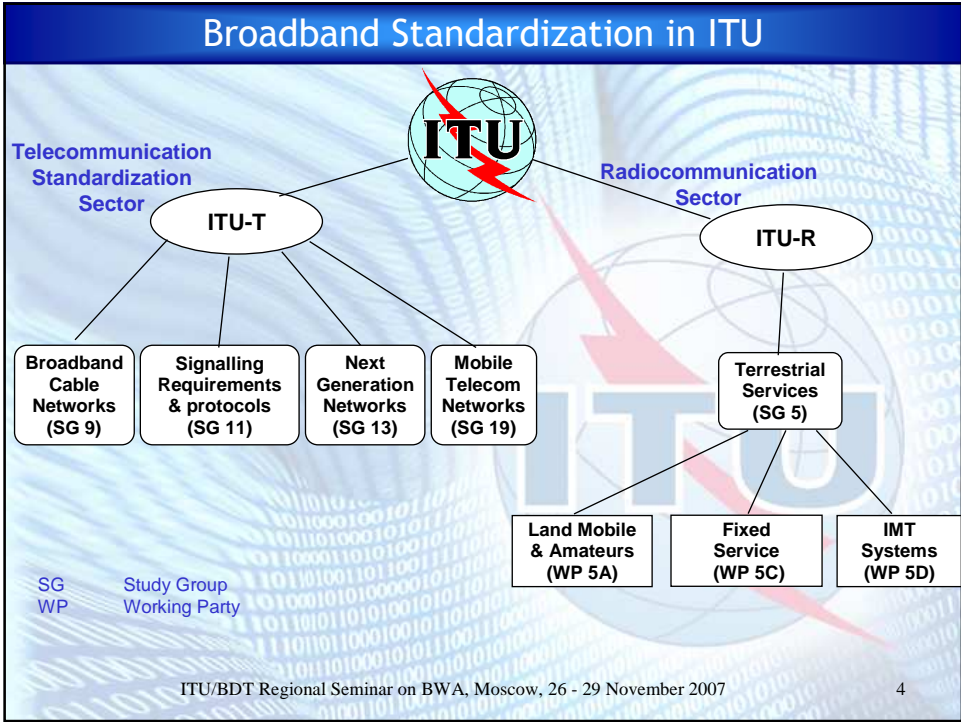 Broadband Standardization in ITU
ITU
Telecommunication
Standardization
Sector
Radiocommunication
Sector
ITU-T
ITU-R
Broadband
Cable
Networks
(SG 9)
Signalling
Requirements
& protocols
(SG 11)
Next
Generation
Networks
(SG 13)
Mobile
Telecom
Networks
(SG 19)
Terrestrial
Services
(SG 5)
Land Mobile
& Amateurs
(WP 5A)
Fixed
Service
(WP 5C)
IMT
Systems
(WP 5D)
SG Study Group
WP Working Party
ITU
ITU/BDT Regional Seminar on BWA, Moscow, 26 - 29 November 2007
4